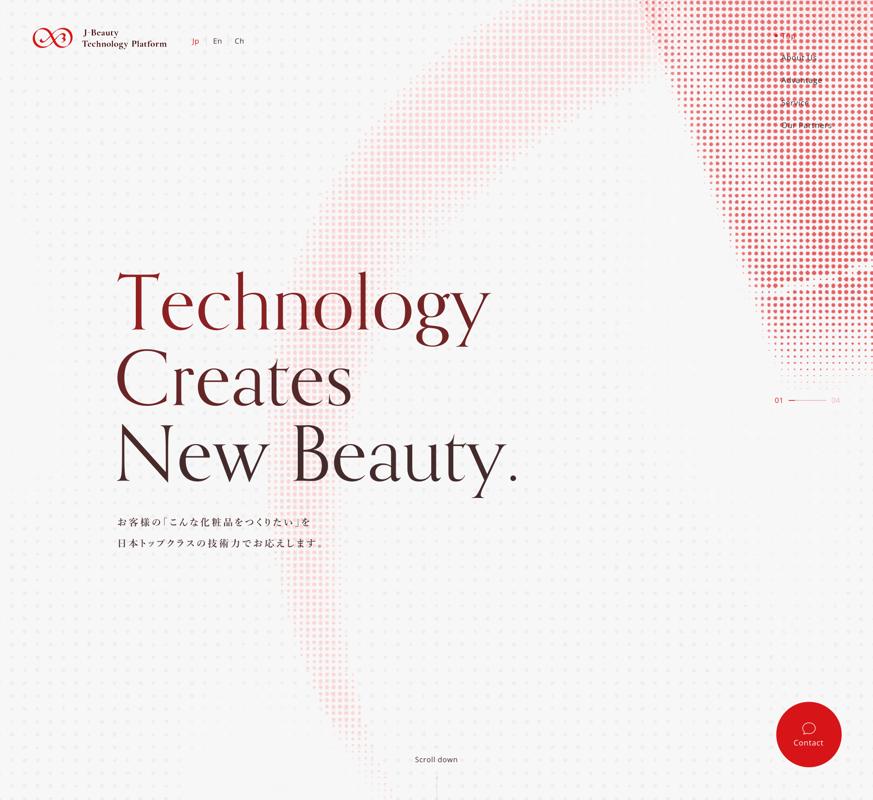 J-Beauty
Technology Platform
Jp En Ch
Top
About Us
Advantage
Service
Our Partners
Technology
Creates
New Beauty.
01 04
お客様の「こんな化粧品をつくりたい」を
日本トップクラスの技術力でお応えします。
Scroll down
Contact